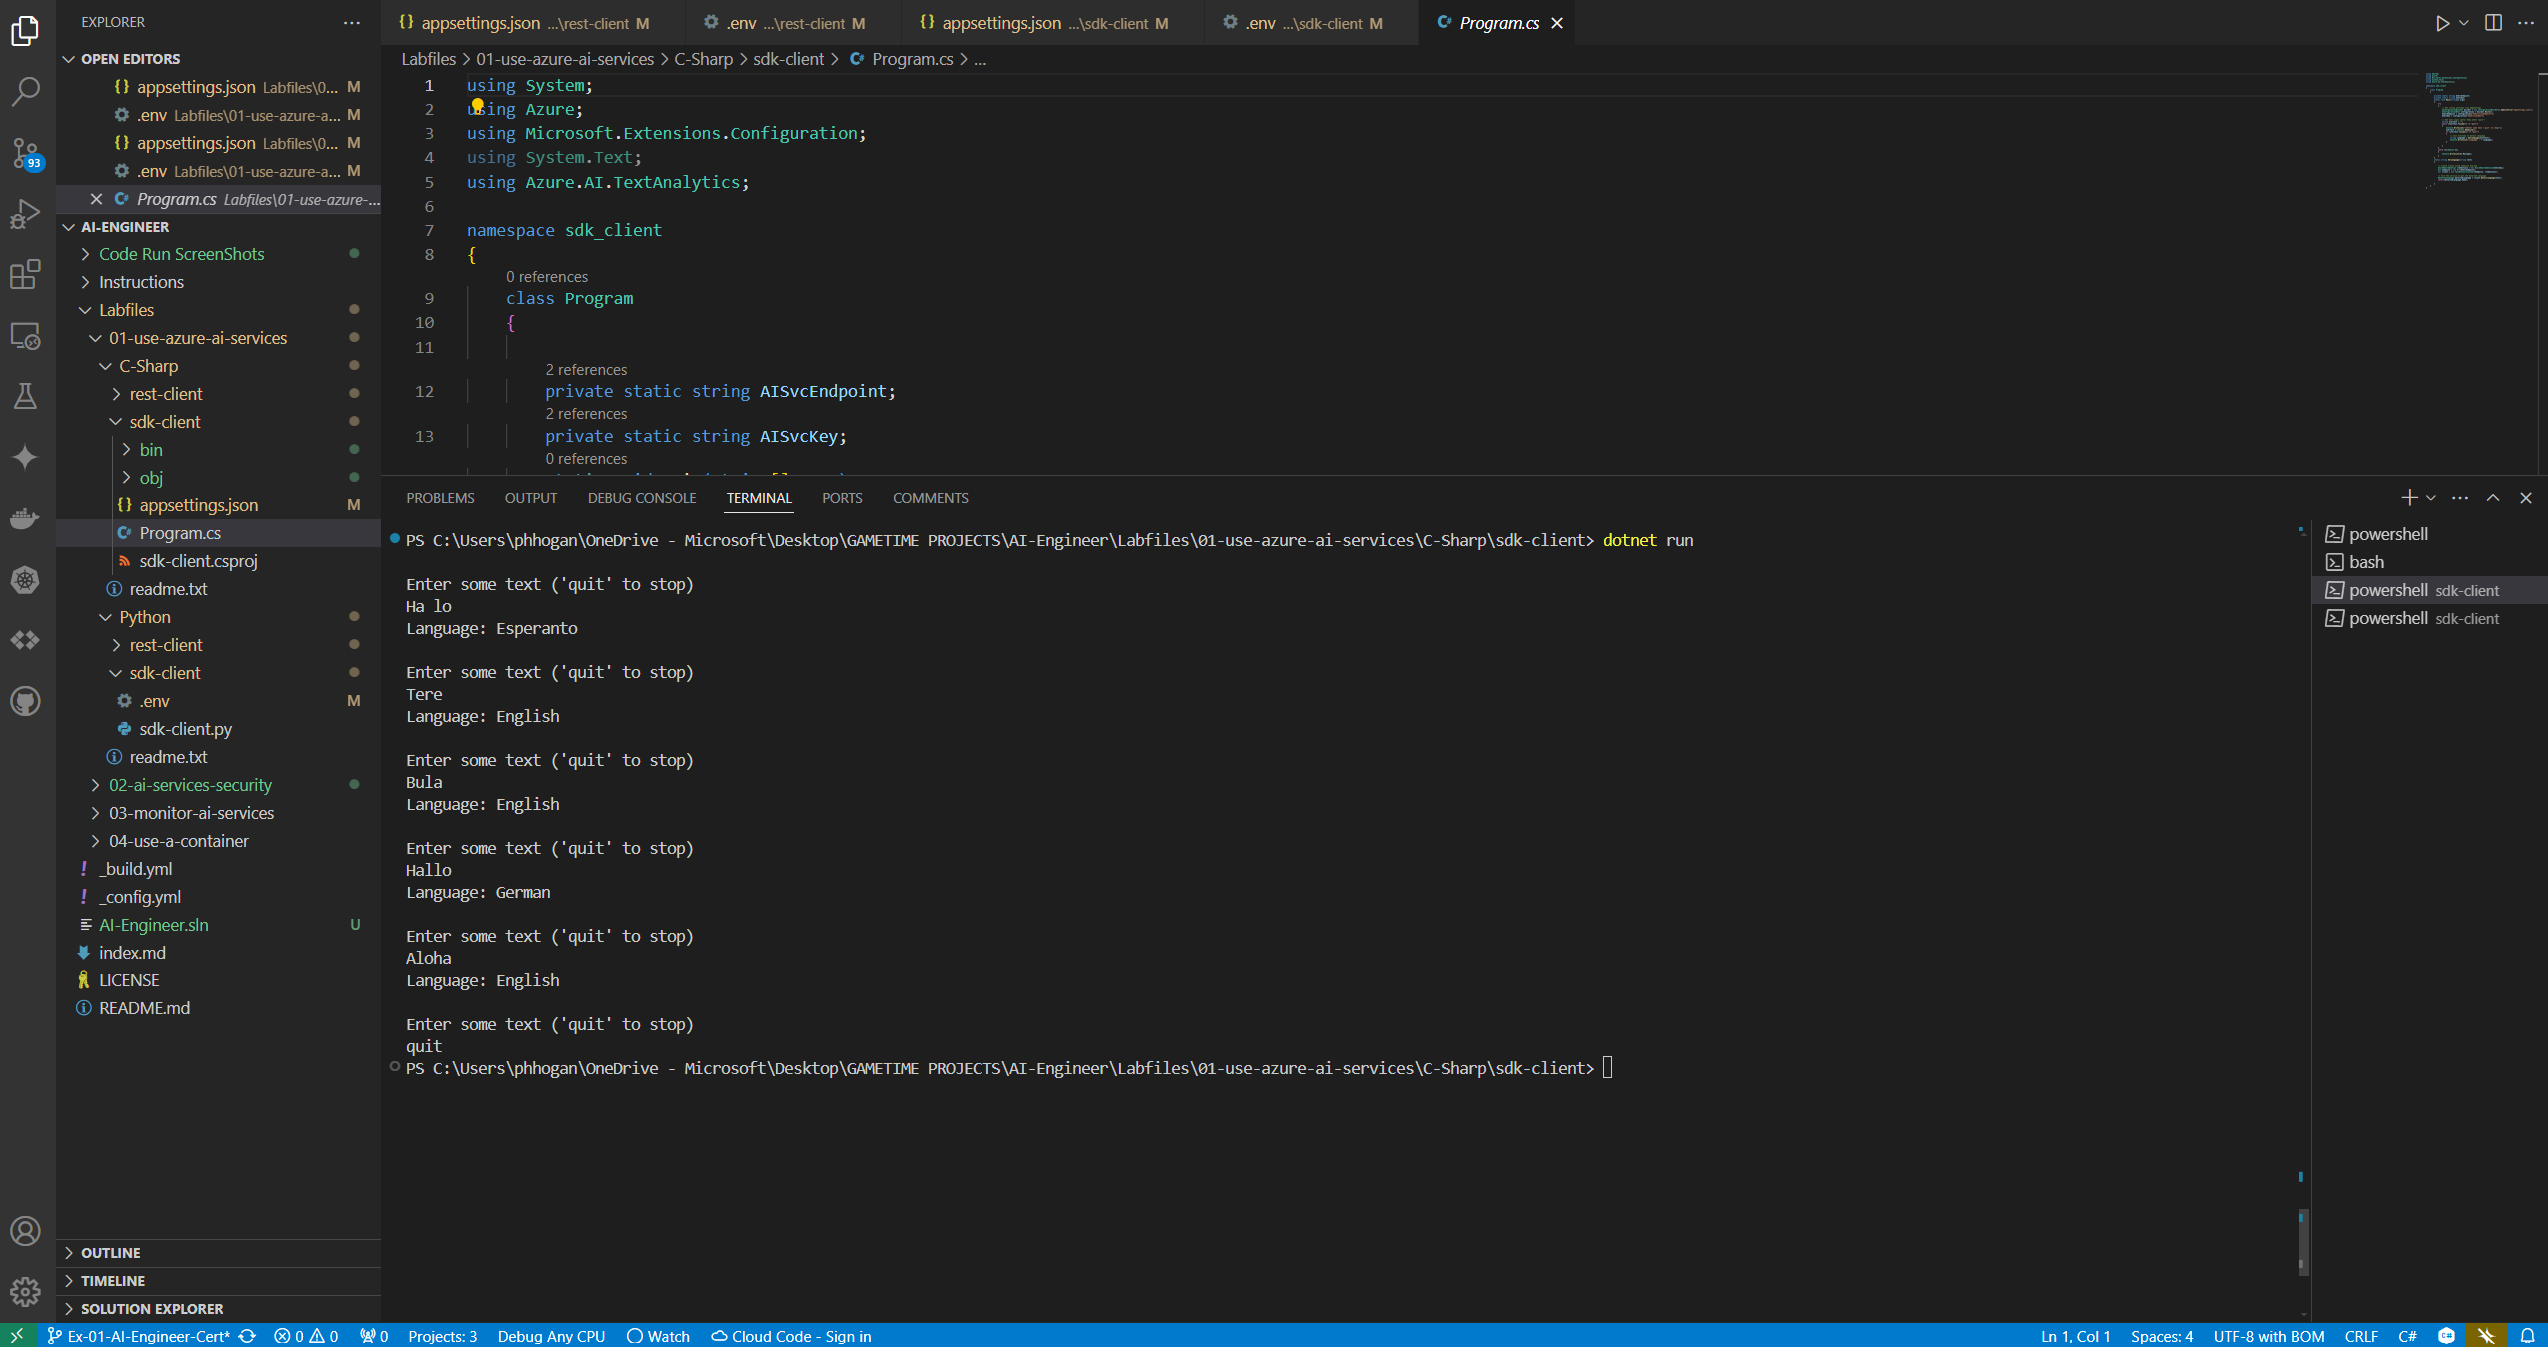 EXPLORER
OPEN EDITORS
appsettings.json Labfiles\0... M
.env Labfiles\01-use-azure-a... M
appsettings.json Labfiles\0... M
.env Labfiles\01-use-azure-a... M
Program.cs Labfiles\01-use-azure-...
AI-ENGINEER
Code Run ScreenShots
Instructions
Labfiles
01-use-azure-ai-services
C-Sharp
rest-client
sdk-client
bin
obj
appsettings.json M
Program.cs
sdk-client.csproj
readme.txt
Python
rest-client
sdk-client
.env M
sdk-client.py
readme.txt
02-ai-services-security
03-monitor-ai-services
04-use-a-container
_build.yml
_config.yml
AI-Engineer.sln U
index.md
LICENSE
README.md
OUTLINE
TIMELINE
SOLUTION EXPLORER
93
appsettings.json ...\rest-client M
.env ...\rest-client M
appsettings.json ...\sdk-client M
.env ...\sdk-client M
Program.cs
Labfiles > 01-use-azure-ai-services > C-Sharp > sdk-client > Program.cs > ...
1 using System;
2 using Azure;
3 using Microsoft.Extensions.Configuration;
4 using System.Text;
5 using Azure.AI.TextAnalytics;
6
7 namespace sdk_client
8 {
0 references
9 class Program
10 {
11
2 references
12 private static string AISvcEndpoint;
2 references
13 private static string AISvcKey;
0 references
PROBLEMS OUTPUT DEBUG CONSOLE TERMINAL PORTS COMMENTS
PS C:\Users\phhogan\OneDrive - Microsoft\Desktop\GAMETIME PROJECTS\AI-Engineer\Labfiles\01-use-azure-ai-services\C-Sharp\sdk-client> dotnet run
Enter some text ('quit' to stop)
Ha lo
Language: Esperanto
Enter some text ('quit' to stop)
Tere
Language: English
Enter some text ('quit' to stop)
Bula
Language: English
Enter some text ('quit' to stop)
Hallo
Language: German
Enter some text ('quit' to stop)
Aloha
Language: English
Enter some text ('quit' to stop)
quit
PS C:\Users\phhogan\OneDrive - Microsoft\Desktop\GAMETIME PROJECTS\AI-Engineer\Labfiles\01-use-azure-ai-services\C-Sharp\sdk-client>
powershell
bash
powershell sdk-client
powershell sdk-client
Ex-01-AI-Engineer-Cert* 0 0 0 Projects: 3 Debug Any CPU Watch Cloud Code - Sign in
Ln 1, Col 1 Spaces: 4 UTF-8 with BOM CRLF C#